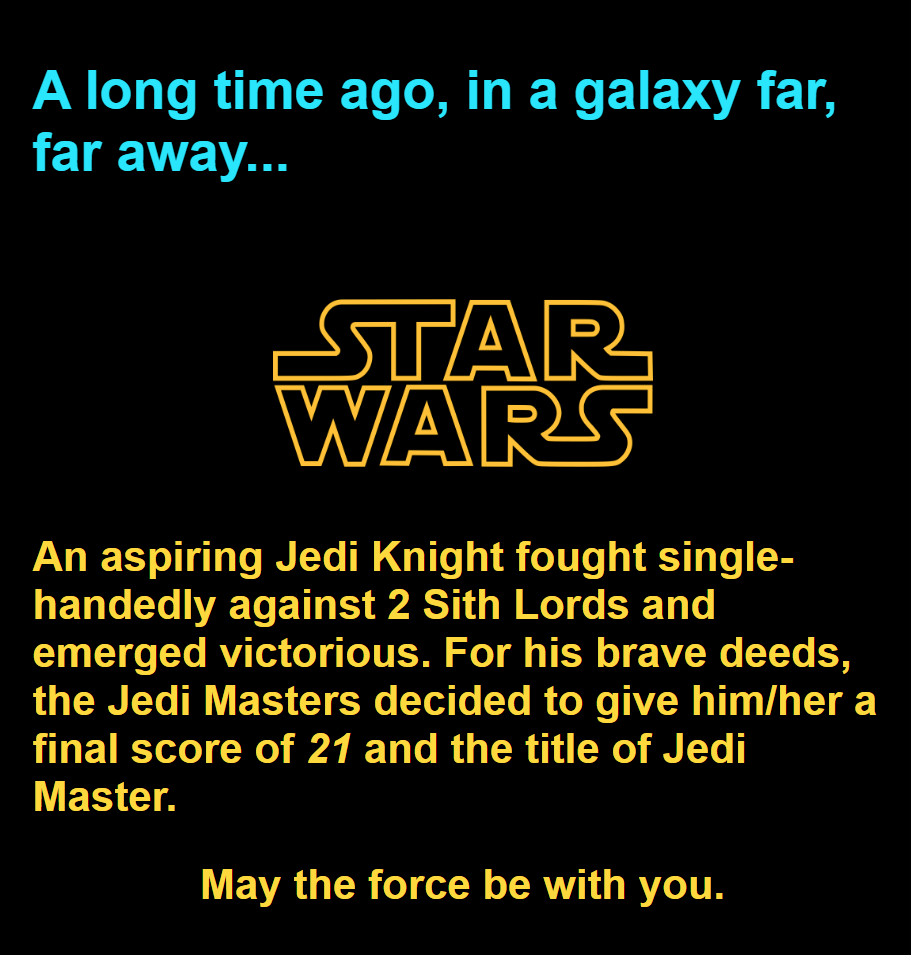 A long time ago, in a galaxy far,
far away...
STAR
WARS
An aspiring Jedi Knight fought single-
handedly against 2 Sith Lords and
emerged victorious. For his brave deeds,
the Jedi Masters decided to give him/her a
final score of 21 and the title of Jedi
Master.
May the force be with you.